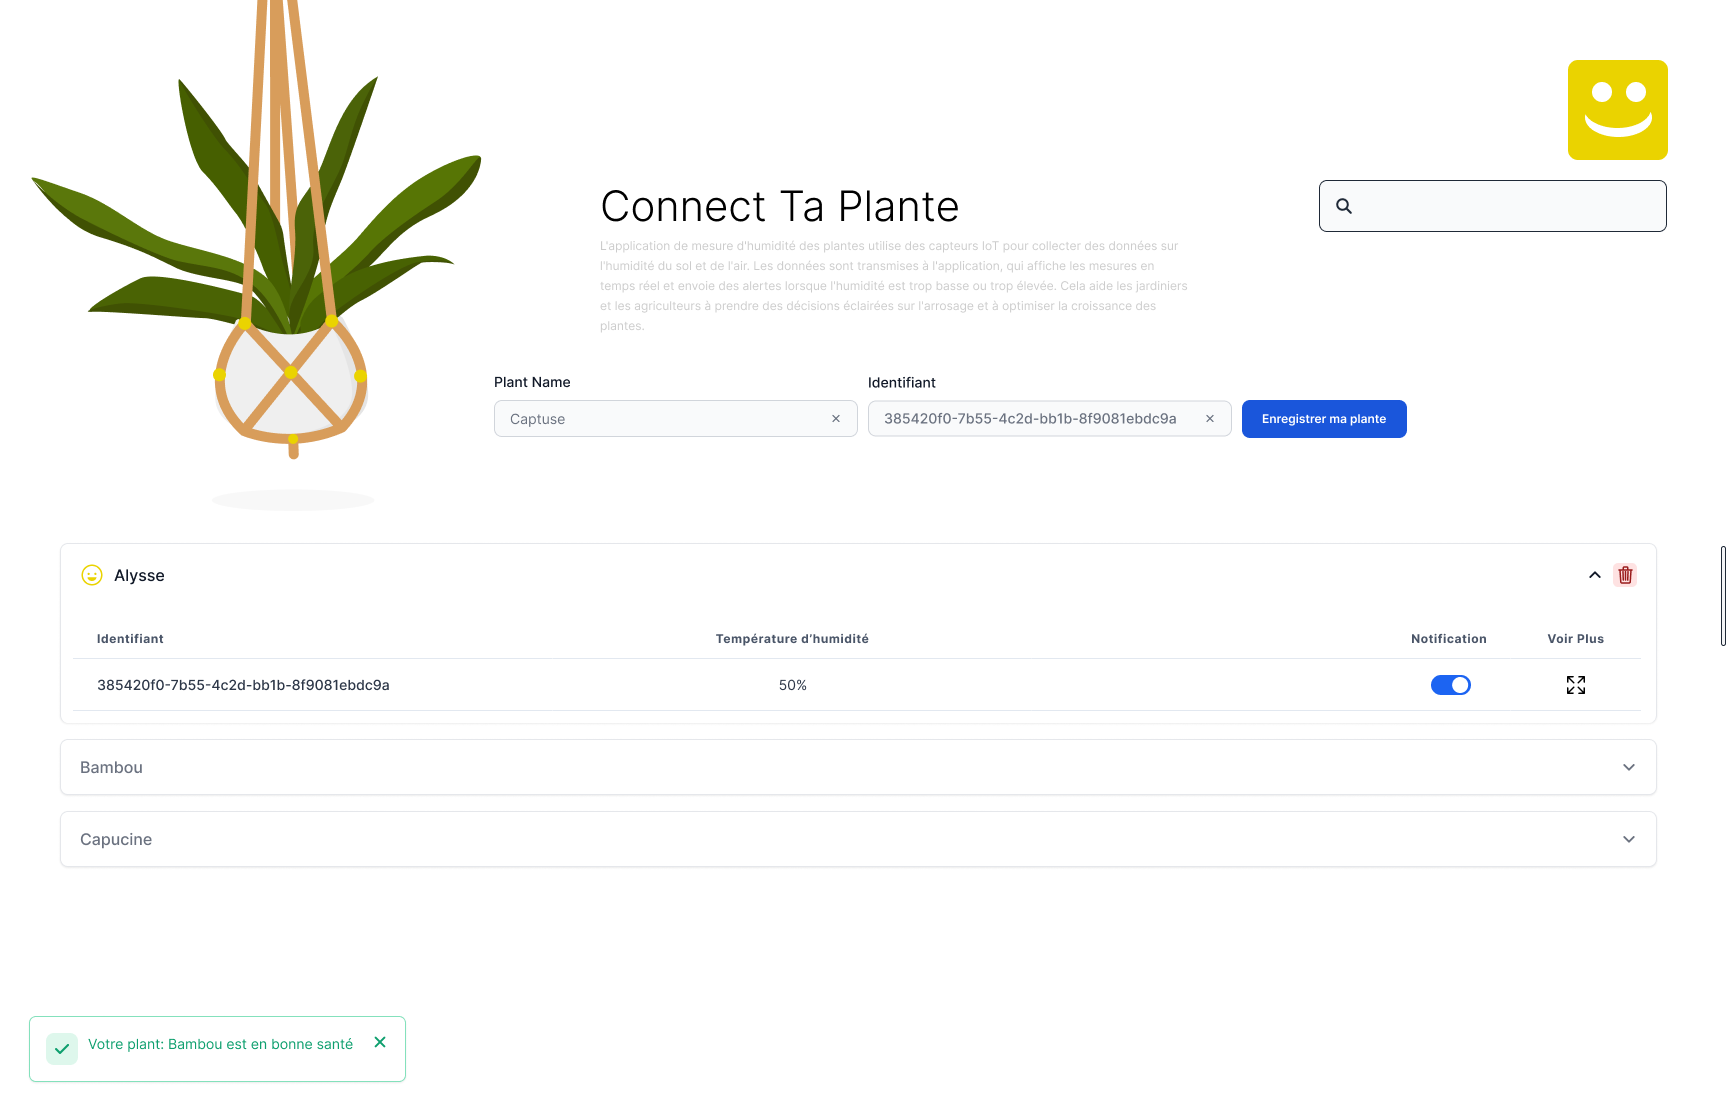 Connect Ta Plante
L'application de mesure d'humidité des plantes utilise des capteurs IoT pour collecter des données sur
l'humidité du sol et de l'air. Les données sont transmises à l'application, qui affiche les mesures en
temps réel et envoie des alertes lorsque l'humidité est trop basse ou trop élevée. Cela aide les jardiniers
et les agriculteurs à prendre des décisions éclairées sur l'arrosage et à optimiser la croissance des
plantes.
Plant Name
Identifiant
Captuse
385420f0-7b55-4c2d-bb1b-8f9081ebdc9a
Enregistrer ma plante
Alysse
Identifiant Température d'humidité Notification Voir Plus
385420f0-7b55-4c2d-bb1b-8f9081ebdc9a 50%
Bambou
Capucine
Votre plant: Bambou est en bonne santé